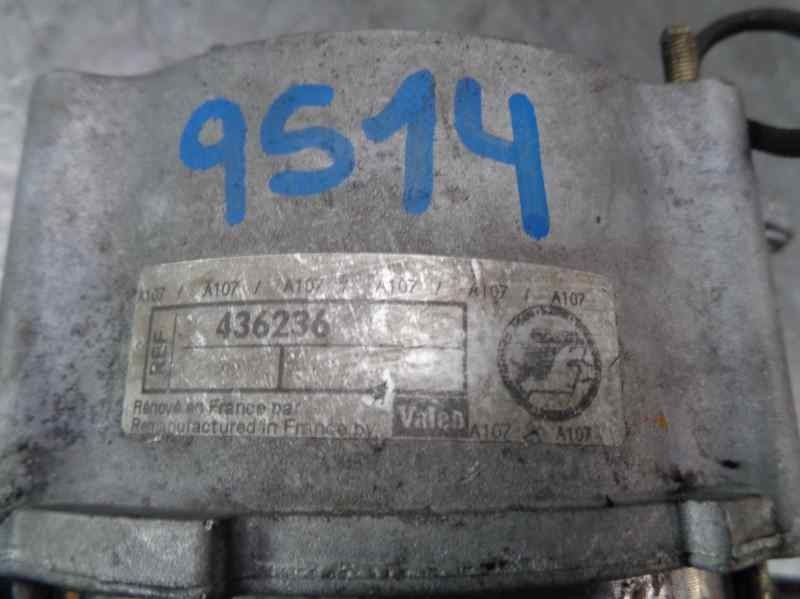 9514
A107 / A107 / A107 / A107 / A107 / A107
REF. 436236
Rénové en France par
Remanufactured in France by Valeo A107 / A107